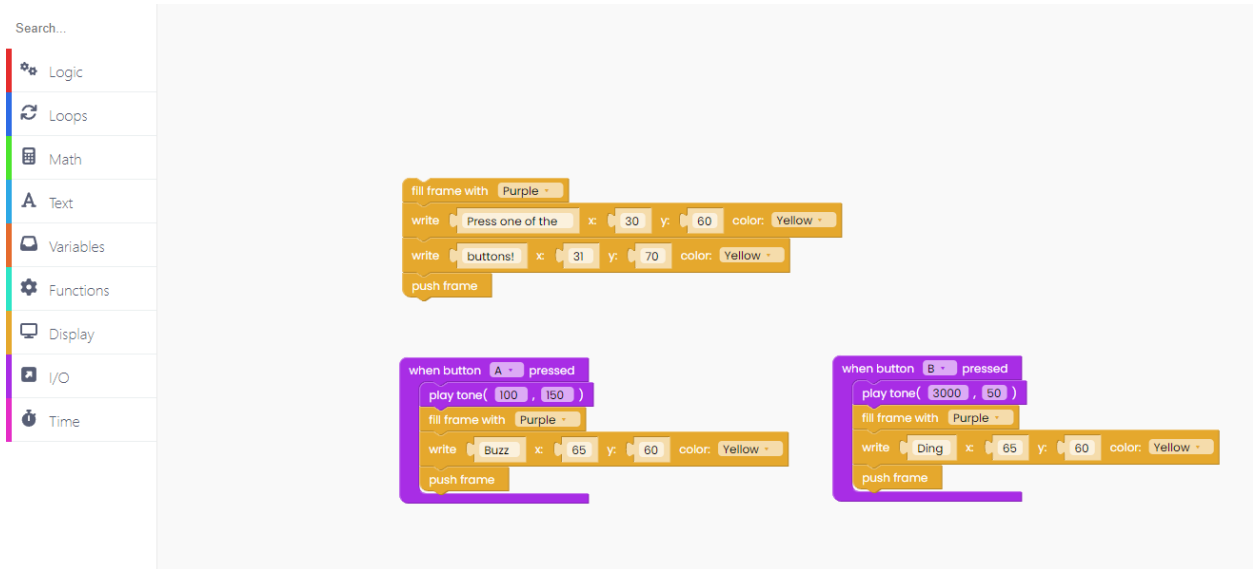 Search...
Logic
Loops
Math
Text
Variables
Functions
Display
I/O
Time
fill frame with Purple
write Press one of the x: 30 y: 60 color: Yellow
write buttons! x: 31 y: 70 color: Yellow
push frame
when button A pressed
play tone( 100 , 150 )
fill frame with Purple
write Buzz x: 65 y: 60 color: Yellow
push frame
when button B pressed
play tone( 3000 , 50 )
fill frame with Purple
write Ding x: 65 y: 60 color: Yellow
push frame